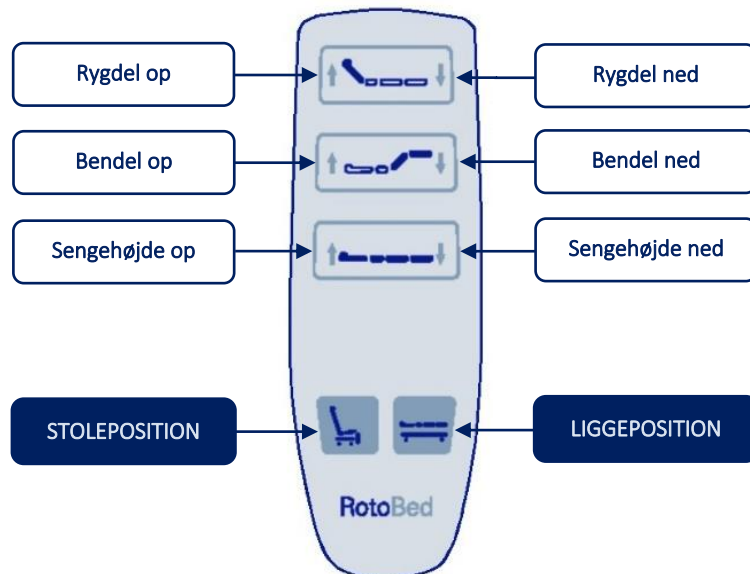 Rygdel op
Rygdel ned
Bendel op
Bendel ned
Sengehøjde op
Sengehøjde ned
STOLEPOSITION
LIGGEPOSITION
RotoBed